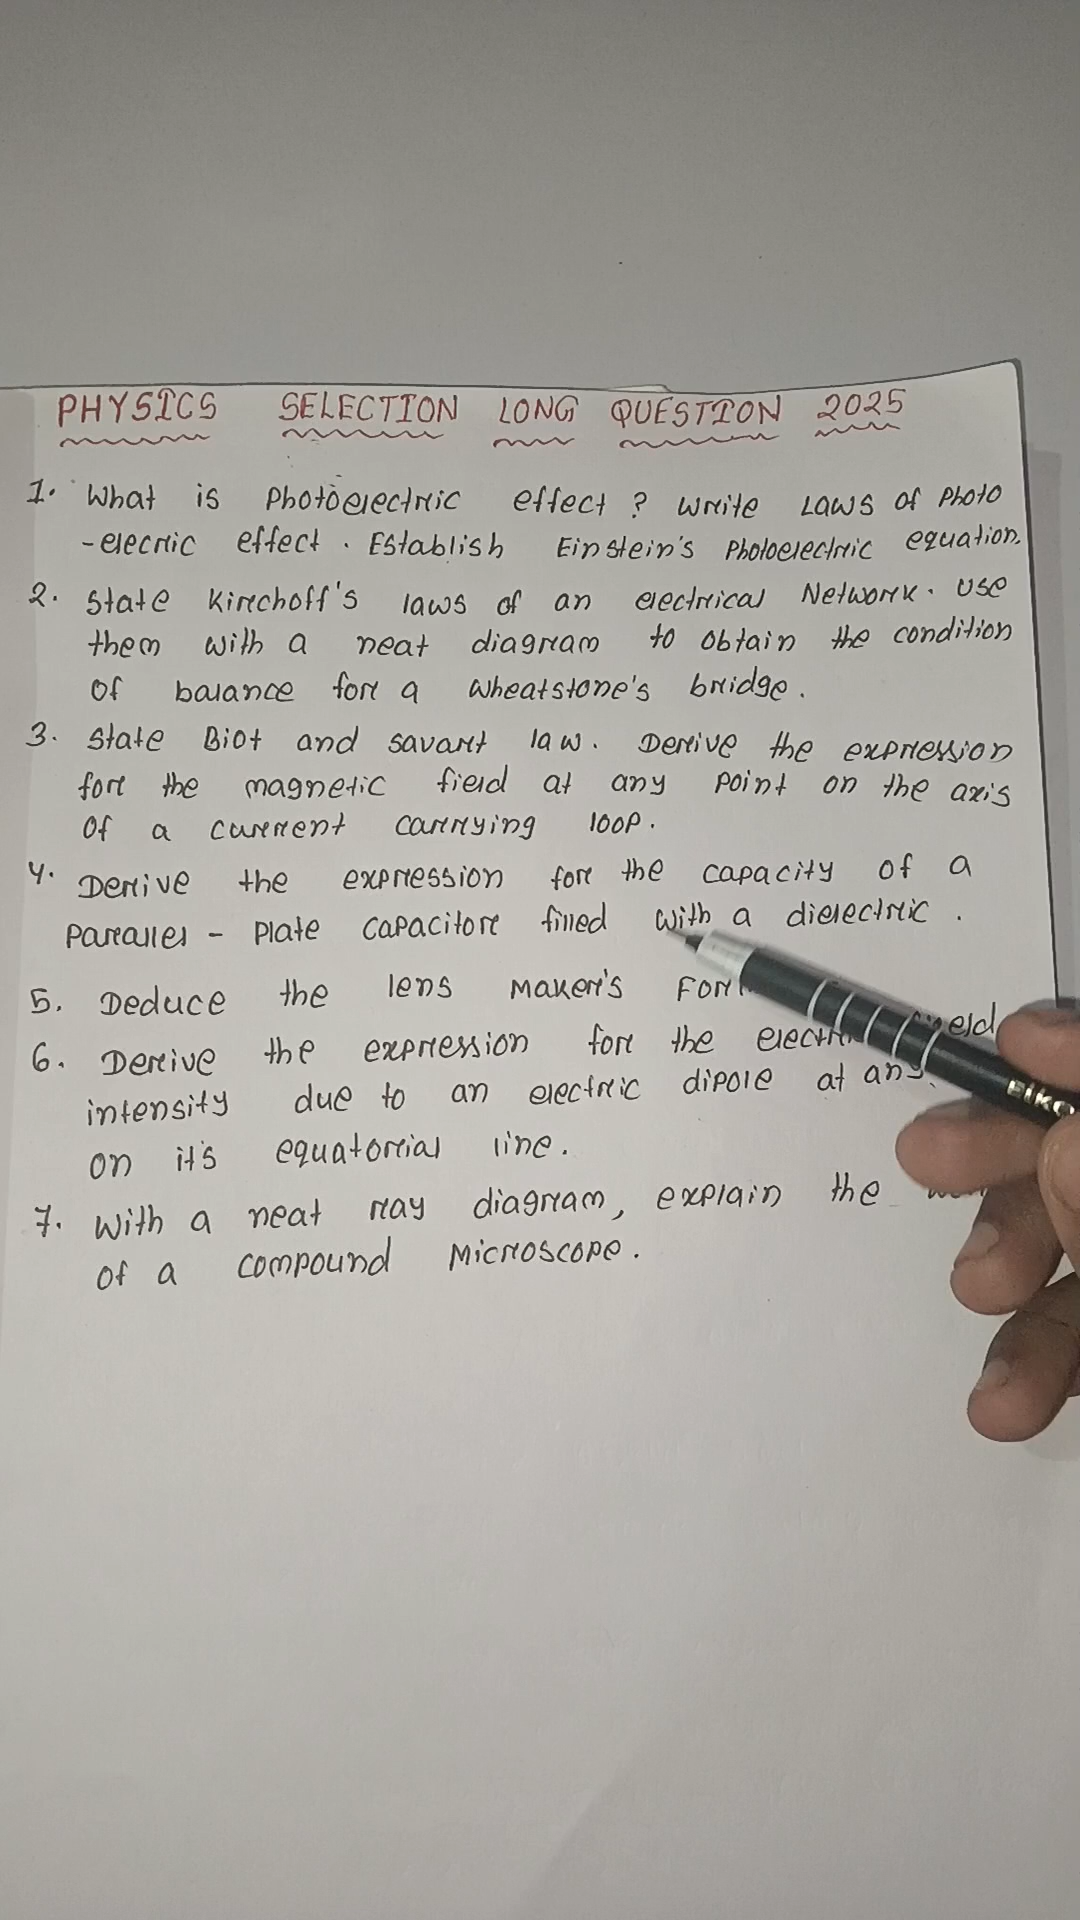 PHYSICS SELECTION LONG QUESTION 2025
1. What is Photoelectric effect? Write Laws of Photo
-elecric effect. Establish Einstein's Photoelectric equation.
2. State Kirchoff's laws of an electrical Network. Use
them with a neat diagram to obtain the condition
of balance for a Wheatstone's bridge.
3. State Biot and Savart law. Derive the expression
for the magnetic field at any point on the axis
of a current carrying loop.
4. Derive the expression for the capacity of a
Parallel - Plate capacitor filled with a dielectric.
5. Deduce the lens Maker's
6. Derive the expression for the
intensity due to an electric dipole at any
on it's equatorial line.
7. With a neat ray diagram, explain the
of a compound Microscope.
elko